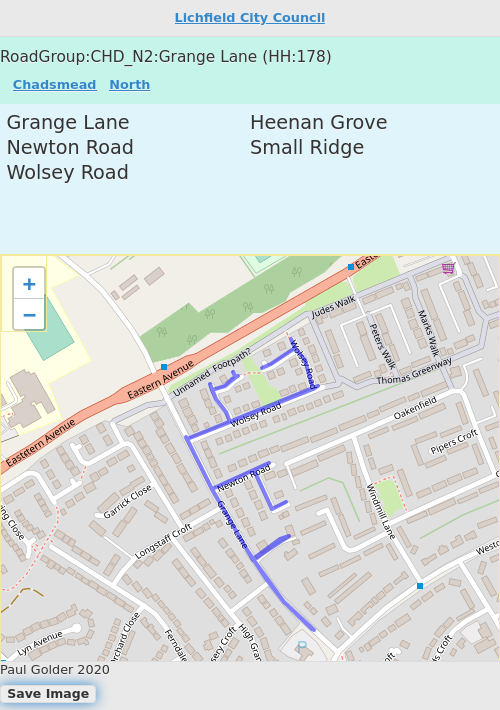 Lichfield City Council
RoadGroup:CHD_N2:Grange Lane (HH:178)
Chadsmead North
Grange Lane
Heenan Grove
Newton Road
Small Ridge
Wolsey Road
+
−
Judes Walk
Peters Walk
Marks Walk
Wolsey Road
Unnamed Footpath?
Thomas Greenway
Eastern Avenue
Oakenfield
Wolsey Road
Eastern Avenue
Pipers Croft
Newton Road
Garrick Close
Windmill Lane
Grange Lane
Longstaff Croft
Lyn Avenue
Paul Golder 2020
Save Image